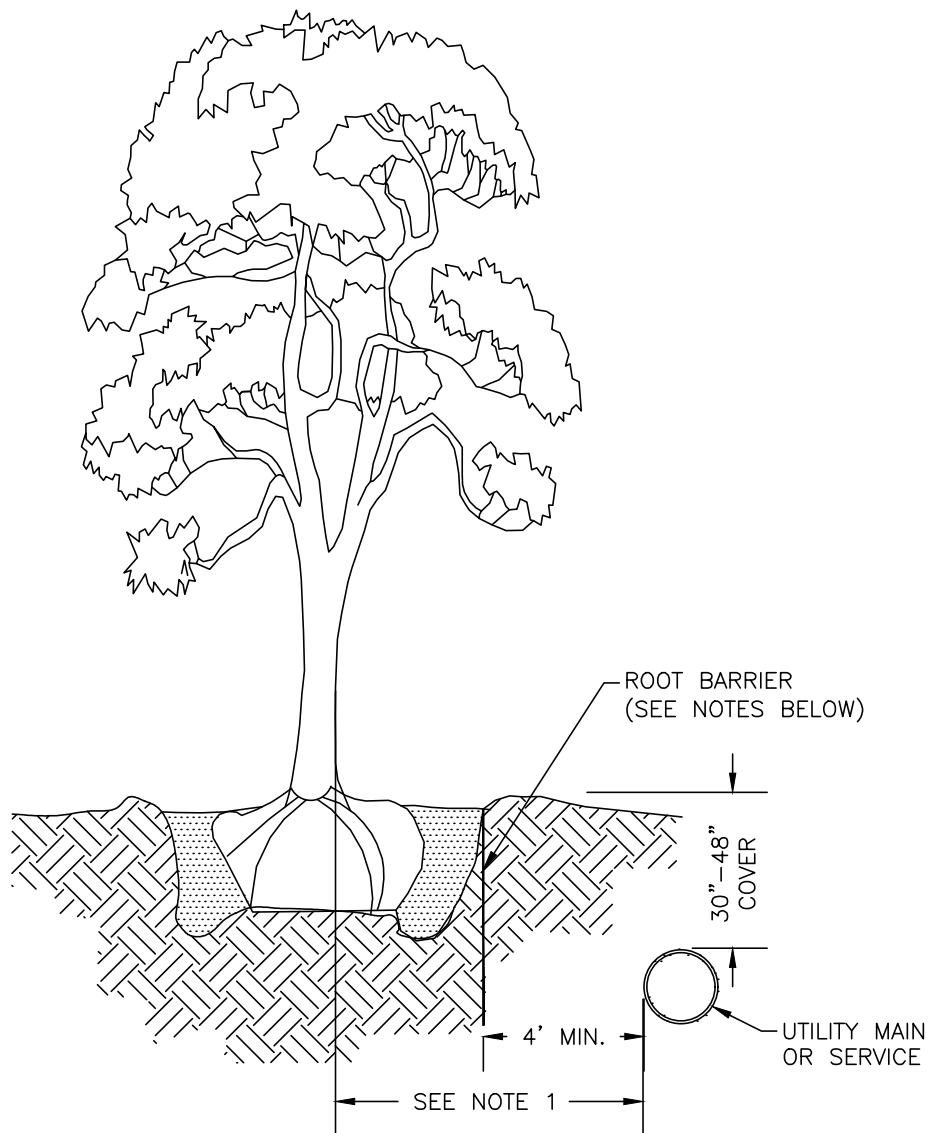 ROOT BARRIER
(SEE NOTES BELOW)
30"-48"
COVER
4' MIN.
UTILITY MAIN
OR SERVICE
SEE NOTE 1